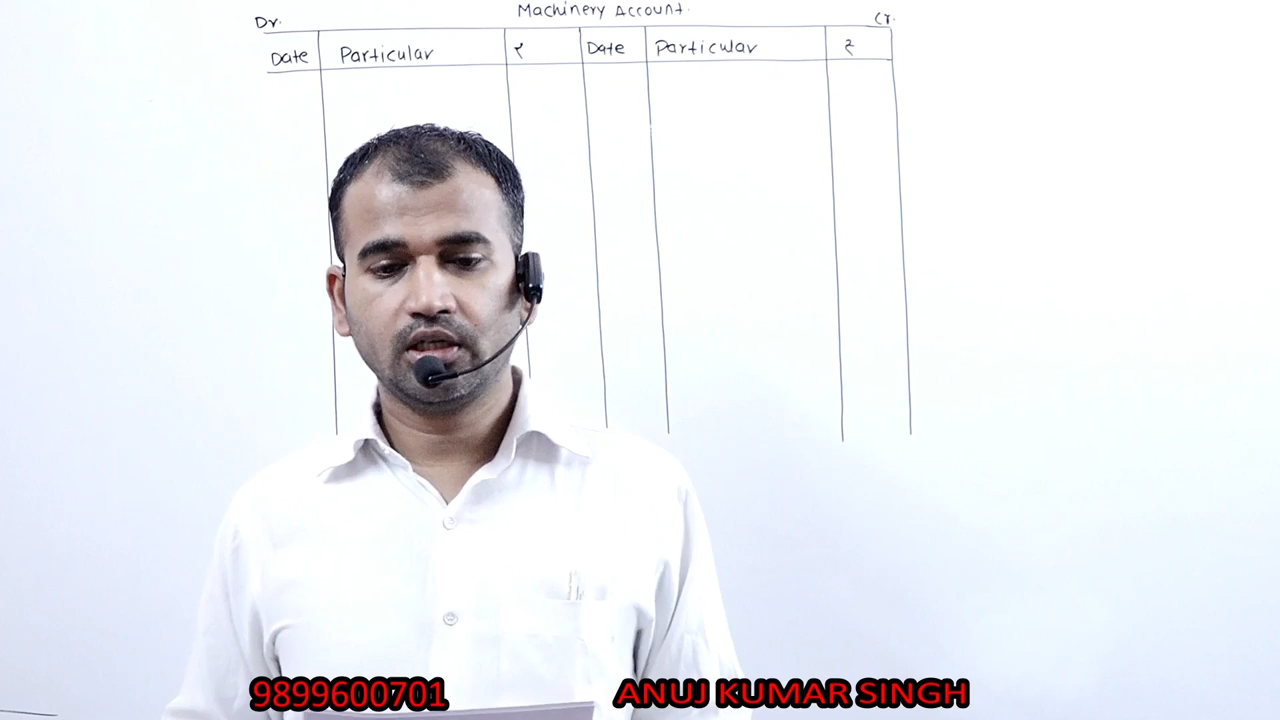 Machinery Account.
Dr. Cr.
Date Particular ₹ Date Particular ₹
9899600701 ANUJ KUMAR SINGH